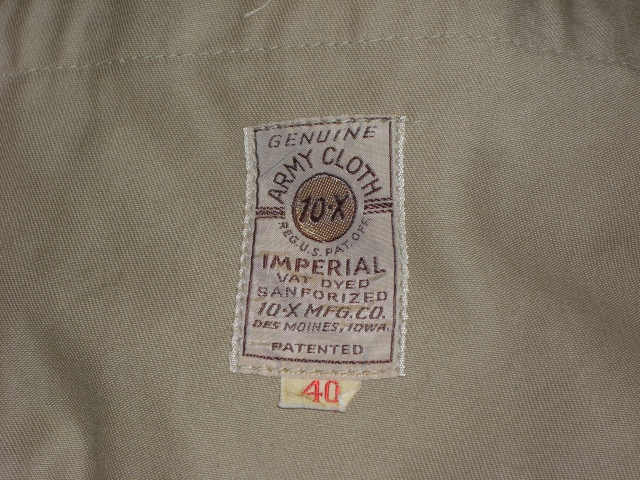 GENUINE
ARMY CLOTH
10-X
REG. U.S. PAT. OFF.
IMPERIAL
VAT DYED
SANFORIZED
10-X MFG. CO.
DES MOINES, IOWA.
PATENTED
40